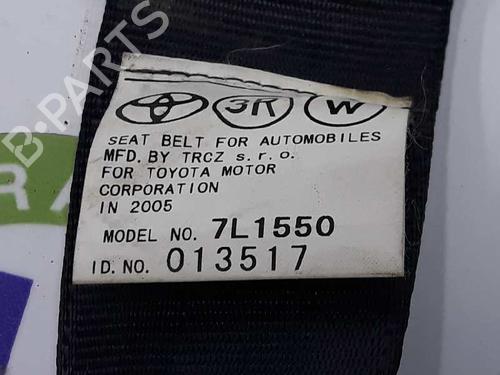 B-PARTS
3R W
SEAT BELT FOR AUTOMOBILES
MFD. BY TRCZ s.r.o.
FOR TOYOTA MOTOR
CORPORATION
IN 2005
MODEL NO. 7L1550
ID. NO. 013517